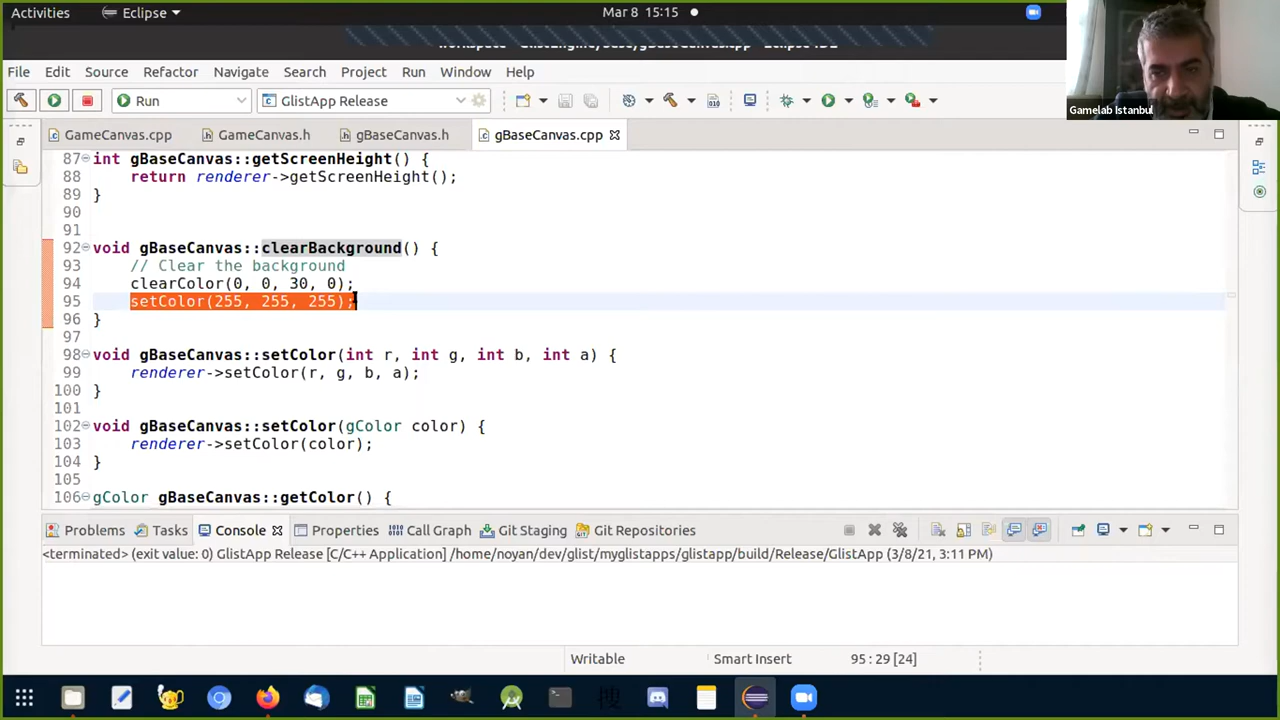 Activities
Eclipse
Mar 8 15:15
File Edit Source Refactor Navigate Search Project Run Window Help
Gamelab Istanbul
Run
GlistApp Release
GameCanvas.cpp
GameCanvas.h
gBaseCanvas.h
gBaseCanvas.cpp
87 int gBaseCanvas::getScreenHeight() {
88 return renderer->getScreenHeight();
89 }
90
91
92 void gBaseCanvas::clearBackground() {
93 // Clear the background
94 clearColor(0, 0, 30, 0);
95 setColor(255, 255, 255);
96 }
97
98 void gBaseCanvas::setColor(int r, int g, int b, int a) {
99 renderer->setColor(r, g, b, a);
100 }
101
102 void gBaseCanvas::setColor(gColor color) {
103 renderer->setColor(color);
104 }
105
106 gColor gBaseCanvas::getColor() {
Problems Tasks Console Properties Call Graph Git Staging Git Repositories
<terminated> (exit value: 0) GlistApp Release [C/C++ Application] /home/noyan/dev/glist/myglistapps/glistapp/build/Release/GlistApp (3/8/21, 3:11 PM)
Writable
Smart Insert
95 : 29 [24]